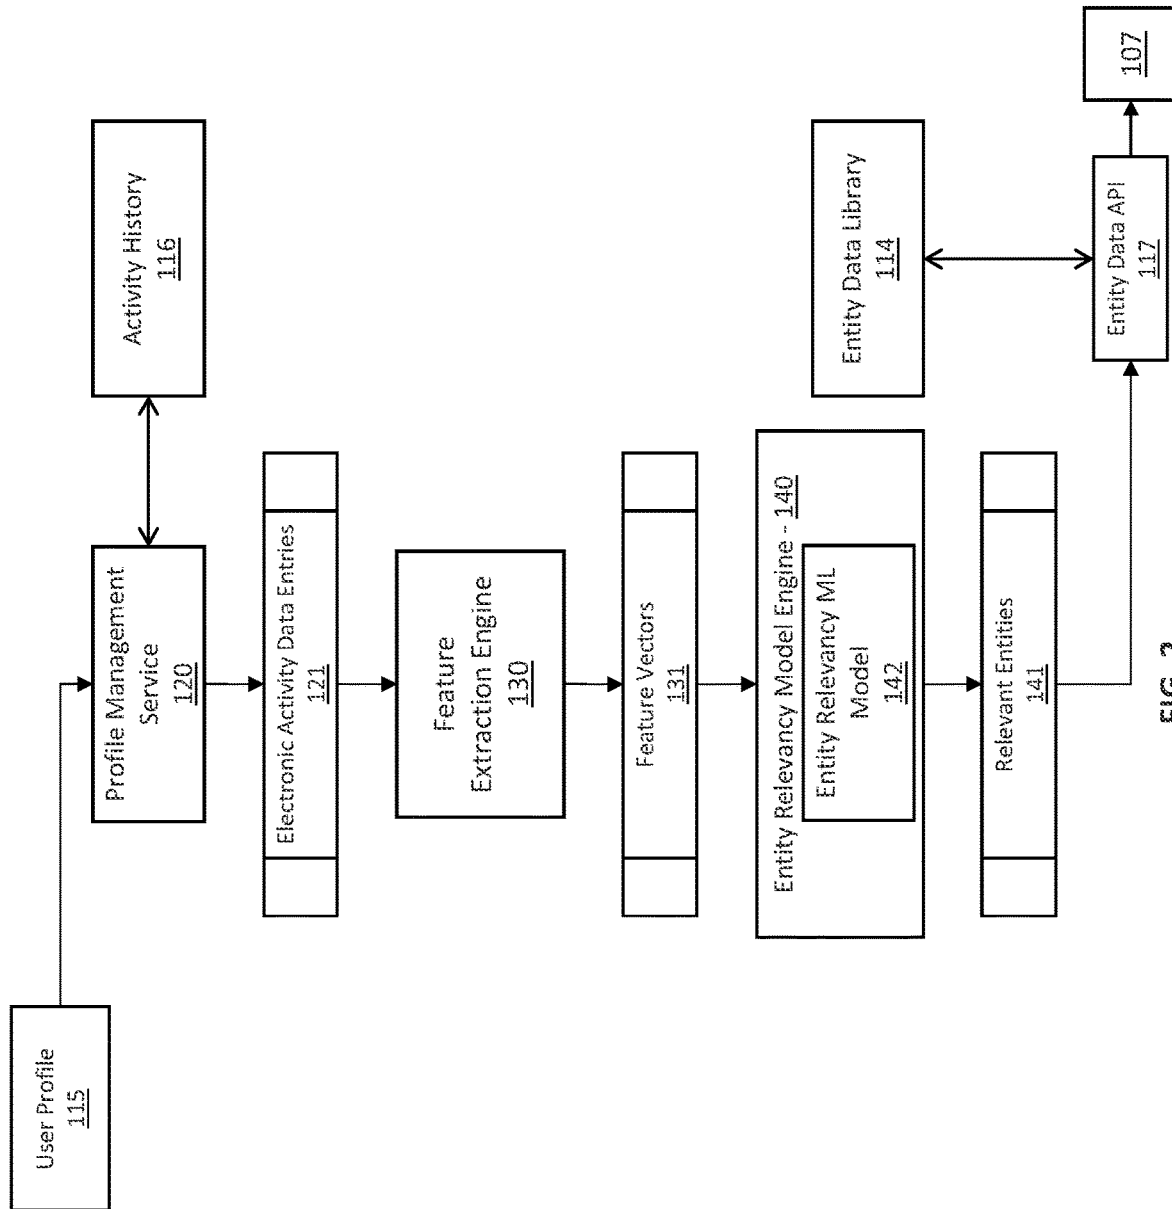 User Profile
115
Profile Management
Service
120
Activity History
116
Electronic Activity Data Entries
121
Feature
Extraction Engine
130
Feature Vectors
131
Entity Relevancy Model Engine - 140
Entity Relevancy ML
Model
142
Entity Data Library
114
Relevant Entities
141
Entity Data API
117
107
FIG.